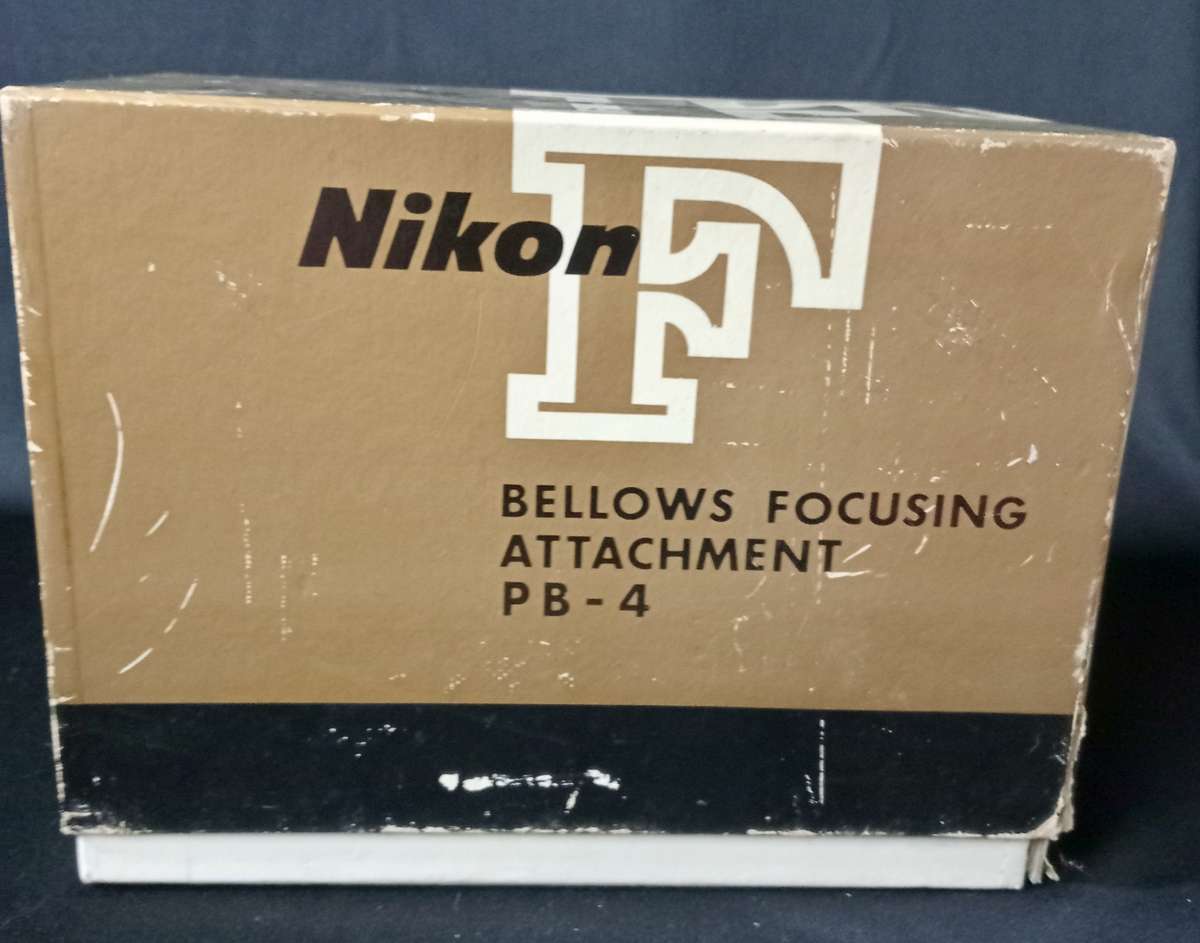 Nikon F
BELLOWS FOCUSING
ATTACHMENT
PB-4